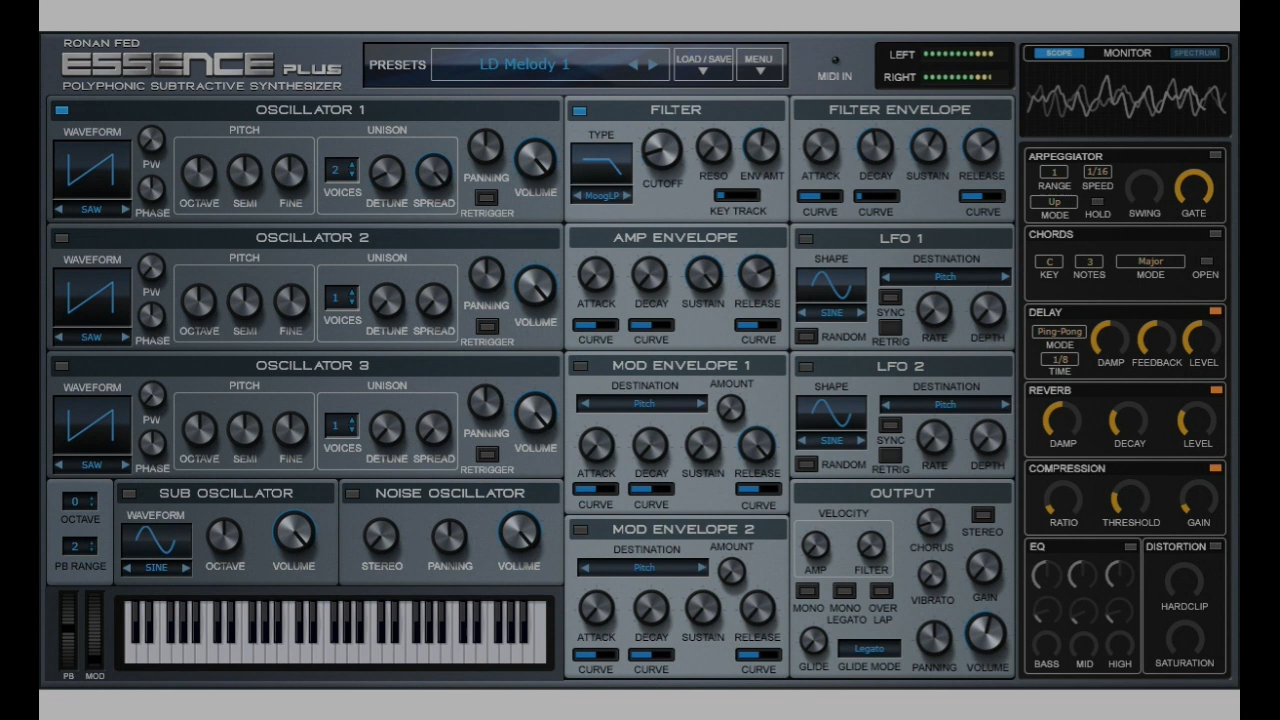 RONAN FED
ESSENCE PLUS
POLYPHONIC SUBTRACTIVE SYNTHESIZER
PRESETS
LD Melody 1
LOAD / SAVE
MENU
MIDI IN
LEFT
RIGHT
SCOPE
MONITOR
SPECTRUM
OSCILLATOR 1
WAVEFORM
SAW
PW
PHASE
PITCH
OCTAVE
SEMI
FINE
UNISON
2
VOICES
DETUNE
SPREAD
PANNING
RETRIGGER
VOLUME
FILTER
TYPE
MoogLP
CUTOFF
RESO
ENV AMT
KEY TRACK
FILTER ENVELOPE
ATTACK
DECAY
SUSTAIN
RELEASE
CURVE
CURVE
CURVE
ARPEGGIATOR
1
RANGE
1/16
SPEED
Up
MODE
HOLD
SWING
GATE
OSCILLATOR 2
WAVEFORM
SAW
PW
PHASE
PITCH
OCTAVE
SEMI
FINE
UNISON
1
VOICES
DETUNE
SPREAD
PANNING
RETRIGGER
VOLUME
AMP ENVELOPE
ATTACK
DECAY
SUSTAIN
RELEASE
CURVE
CURVE
CURVE
LFO 1
SHAPE
SINE
RANDOM
DESTINATION
Pitch
SYNC
RETRIG
RATE
DEPTH
CHORDS
C
KEY
3
NOTES
Major
MODE
OPEN
DELAY
Ping-Pong
MODE
1/8
TIME
DAMP
FEEDBACK
LEVEL
OSCILLATOR 3
WAVEFORM
SAW
PW
PHASE
PITCH
OCTAVE
SEMI
FINE
UNISON
1
VOICES
DETUNE
SPREAD
PANNING
RETRIGGER
VOLUME
MOD ENVELOPE 1
DESTINATION
Pitch
AMOUNT
ATTACK
DECAY
SUSTAIN
RELEASE
CURVE
CURVE
CURVE
LFO 2
SHAPE
SINE
RANDOM
DESTINATION
Pitch
SYNC
RETRIG
RATE
DEPTH
REVERB
DAMP
DECAY
LEVEL
COMPRESSION
RATIO
THRESHOLD
GAIN
0
OCTAVE
2
PB RANGE
SUB OSCILLATOR
WAVEFORM
SINE
OCTAVE
VOLUME
NOISE OSCILLATOR
STEREO
PANNING
VOLUME
MOD ENVELOPE 2
DESTINATION
Pitch
AMOUNT
ATTACK
DECAY
SUSTAIN
RELEASE
CURVE
CURVE
CURVE
OUTPUT
VELOCITY
AMP
FILTER
CHORUS
STEREO
MONO
MONO LEGATO
OVER LAP
VIBRATO
GAIN
GLIDE
Legato
GLIDE MODE
PANNING
VOLUME
EQ
BASS
MID
HIGH
DISTORTION
HARDCLIP
SATURATION
PB
MOD